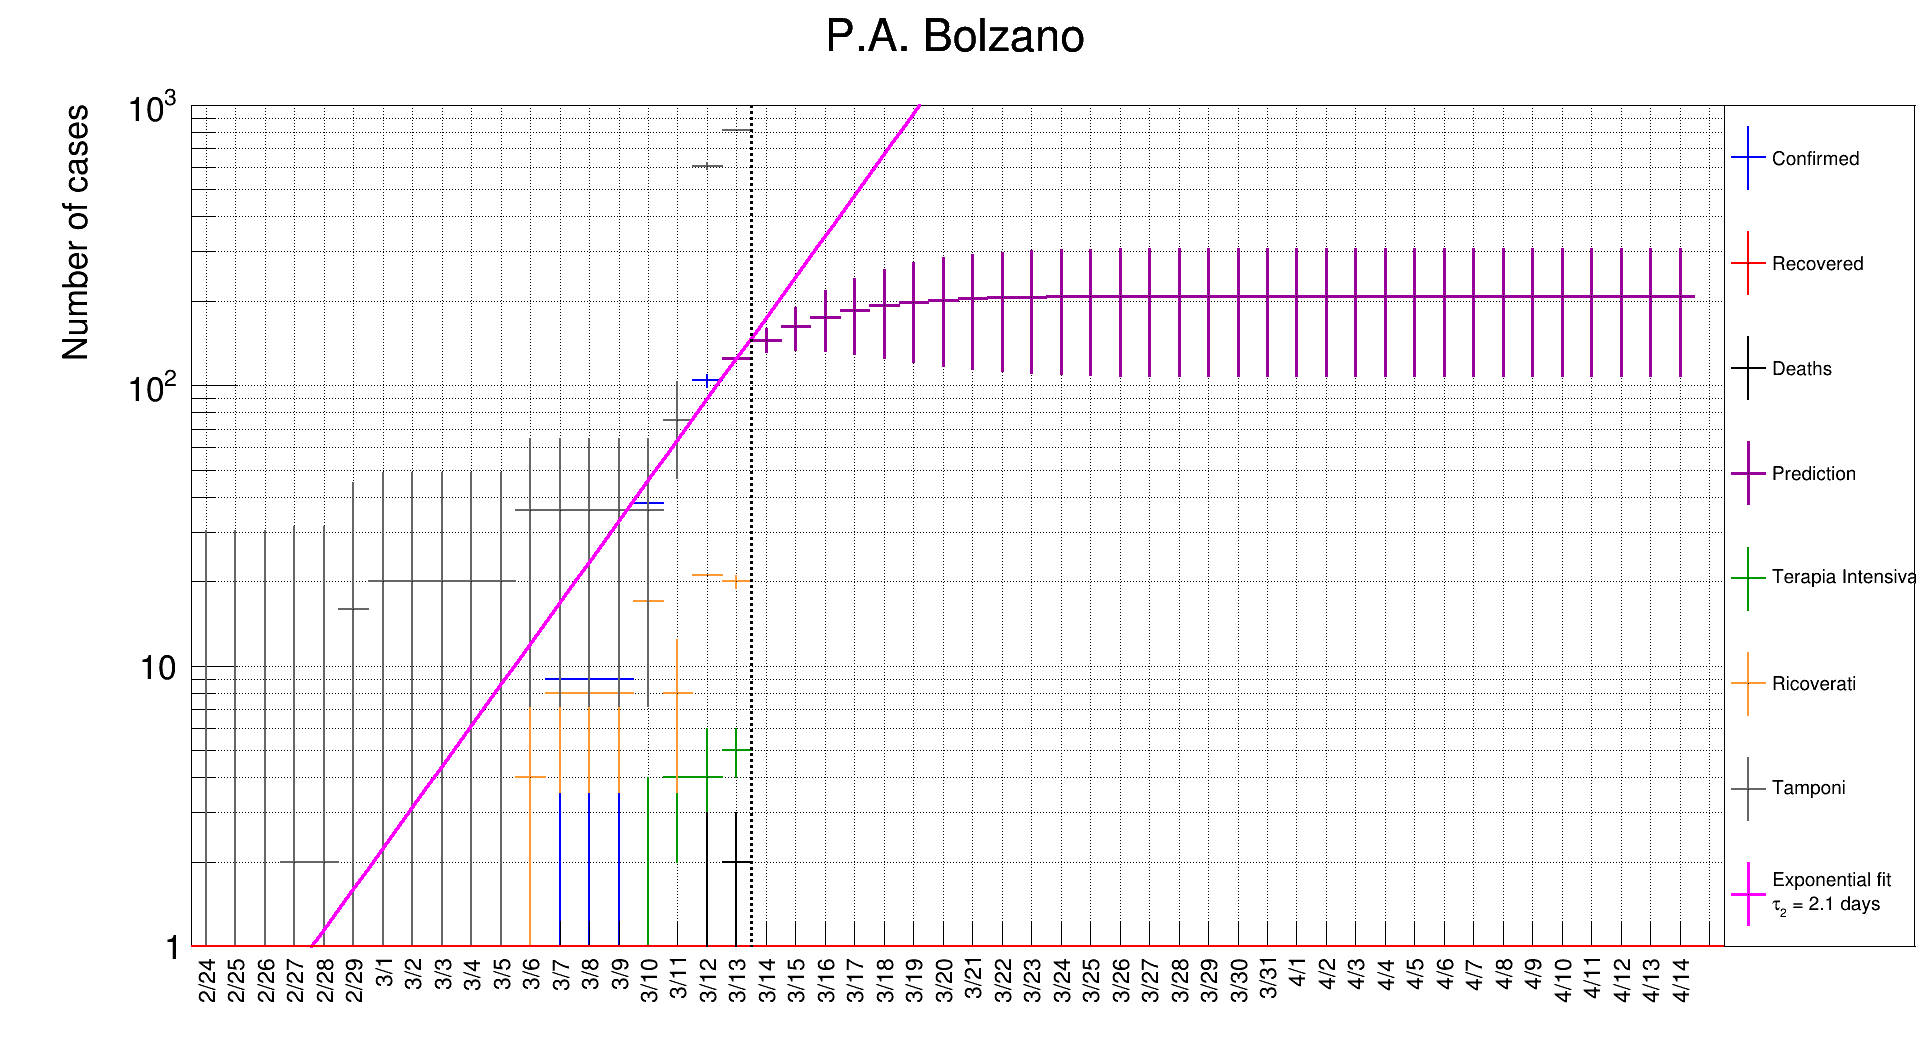 P.A. Bolzano
Number of cases
10³
10²
10
1
2/24 2/25 2/26 2/27 2/28 2/29 3/1 3/2 3/3 3/4 3/5 3/6 3/7 3/8 3/9 3/10 3/11 3/12 3/13 3/14 3/15 3/16 3/17 3/18 3/19 3/20 3/21 3/22 3/23 3/24 3/25 3/26 3/27 3/28 3/29 3/30 3/31 4/1 4/2 4/3 4/4 4/5 4/6 4/7 4/8 4/9 4/10 4/11 4/12 4/13 4/14
Confirmed
Recovered
Deaths
Prediction
Terapia Intensiva
Ricoverati
Tamponi
Exponential fit
τ₂ = 2.1 days